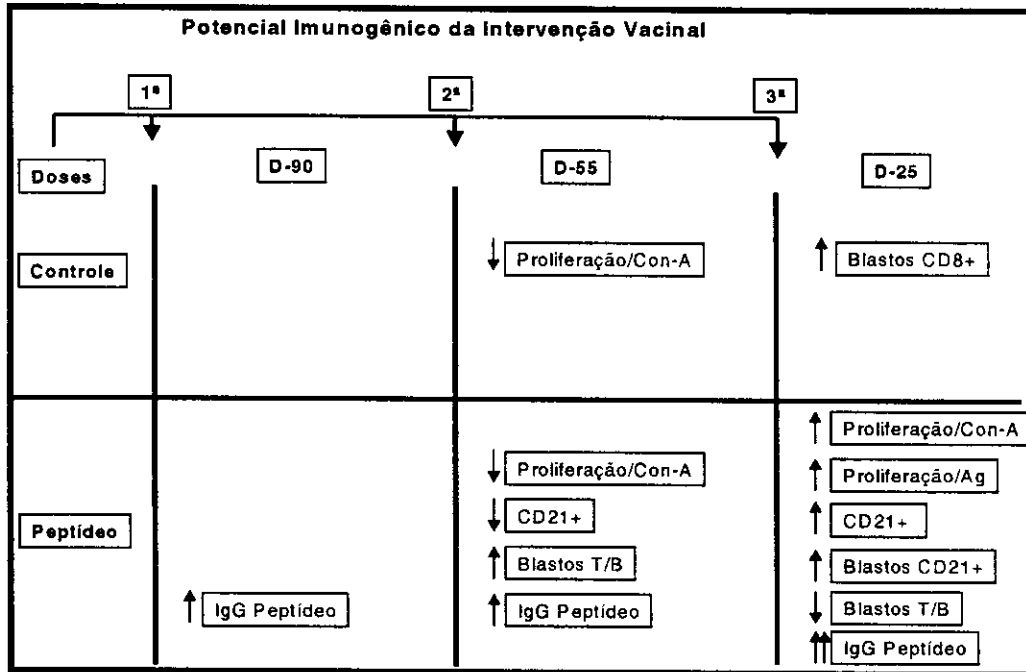 Potencial Imunogênico da Intervenção Vacinal
1ª
2ª
3ª
Doses
D-90
D-55
D-25
Controle
↓ Proliferação/Con-A
↑ Blastos CD8+
Peptídeo
↑ IgG Peptídeo
↓ Proliferação/Con-A
↓ CD21+
↑ Blastos T/B
↑ IgG Peptídeo
↑ Proliferação/Con-A
↑ Proliferação/Ag
↑ CD21+
↑ Blastos CD21+
↓ Blastos T/B
↑↑ IgG Peptídeo